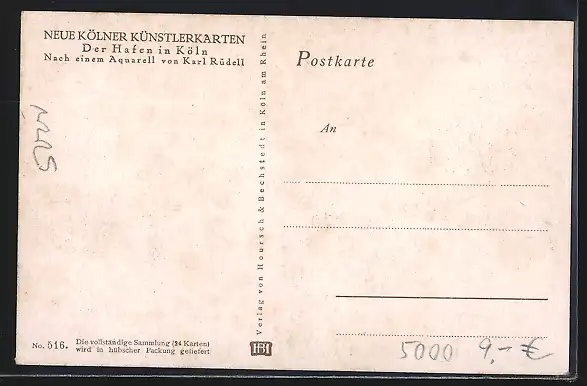 NEUE KÖLNER KÜNSTLERKARTEN
Der Hafen in Köln
Nach einem Aquarell von Karl Rüdell
Postkarte
An
Verlag von Hoursch & Bechstedt in Köln am Rhein
No. 516. Die vollständige Sammlung (24 Karten)
wird in hübscher Packung geliefert
HB
5000 9,- €